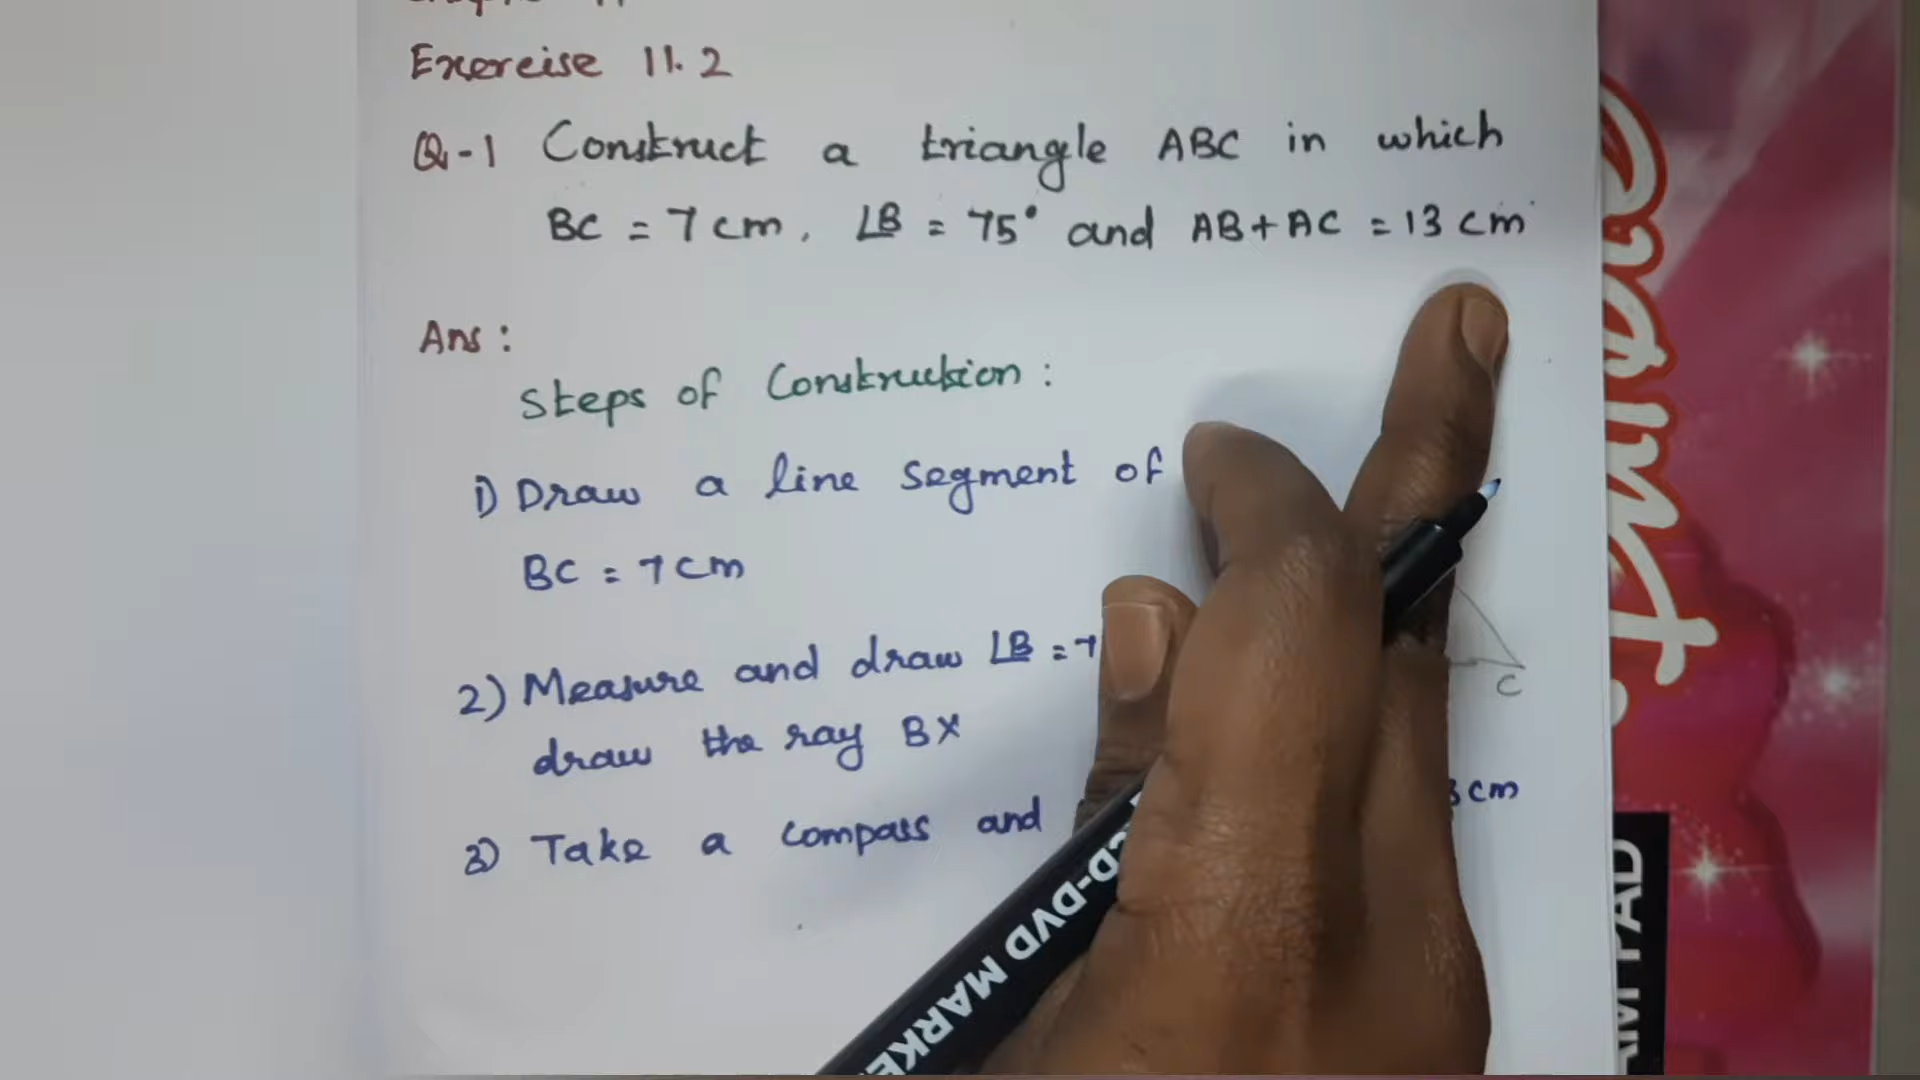 Exercise 11.2
Q-1 Construct a triangle ABC in which
BC = 7 cm, ∠B = 75° and AB + AC = 13 cm
Ans :
Steps of Construction :
1) Draw a line segment of
BC = 7 cm
2) Measure and draw ∠B = 7
draw the ray BX
C
3) Take a compass and
cm
CD-DVD MARKE
PAD